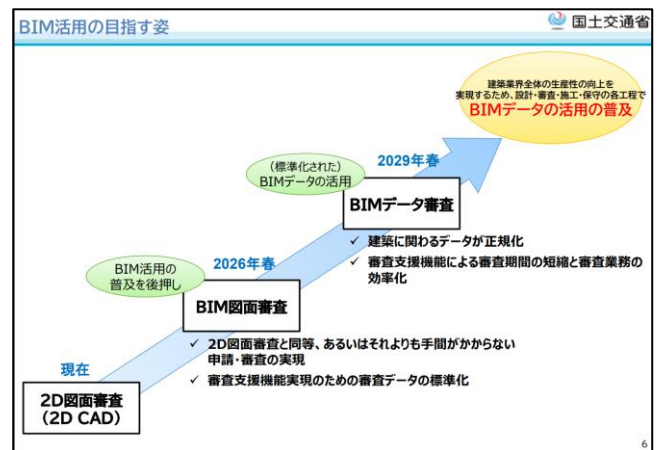 BIM活用の目指す姿
国土交通省
建築業界全体の生産性の向上を
実現するため、設計・審査・施工・保守の各工程で
BIMデータの活用の普及
2029年春
(標準化された)
BIMデータの活用
BIMデータ審査
✓ 建築に関わるデータが正規化
✓ 審査支援機能による審査期間の短縮と審査業務の
効率化
2026年春
BIM活用の
普及を後押し
BIM図面審査
✓ 2D図面審査と同等、あるいはそれよりも手間がかからない
申請・審査の実現
✓ 審査支援機能実現のための審査データの標準化
現在
2D図面審査
(2D CAD)
6